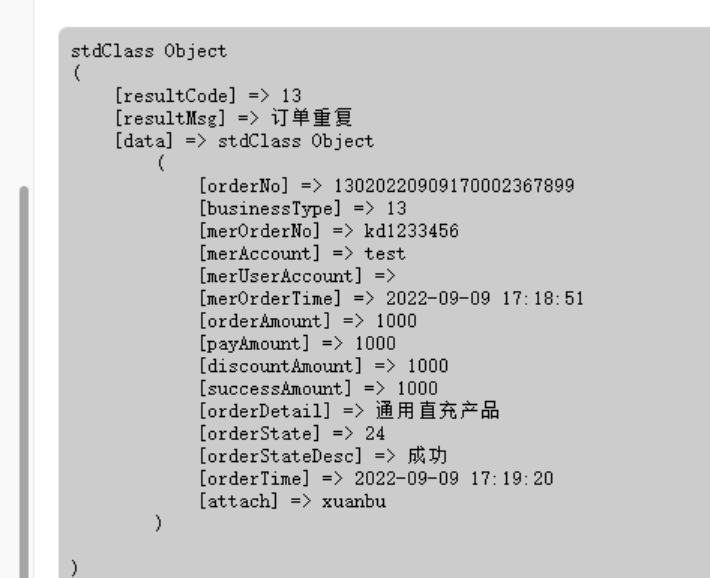 stdClass Object
(
[resultCode] => 13
[resultMsg] => 订单重复
[data] => stdClass Object
(
[orderNo] => 13020220909170002367899
[businessType] => 13
[merOrderNo] => kd1233456
[merAccount] => test
[merUserAccount] =>
[merOrderTime] => 2022-09-09 17:18:51
[orderAmount] => 1000
[payAmount] => 1000
[discountAmount] => 1000
[successAmount] => 1000
[orderDetail] => 通用直充产品
[orderState] => 24
[orderStateDesc] => 成功
[orderTime] => 2022-09-09 17:19:20
[attach] => xuanbu
)
)